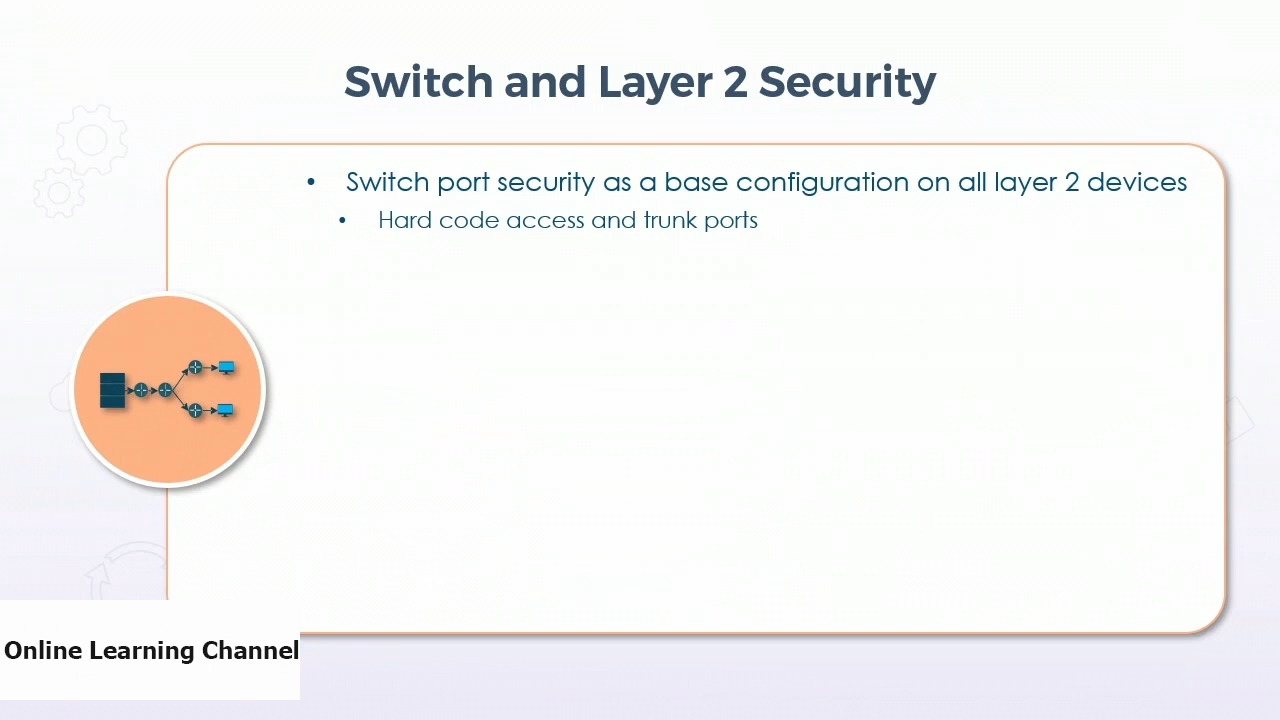 Switch and Layer 2 Security
• Switch port security as a base configuration on all layer 2 devices
• Hard code access and trunk ports
Online Learning Channel